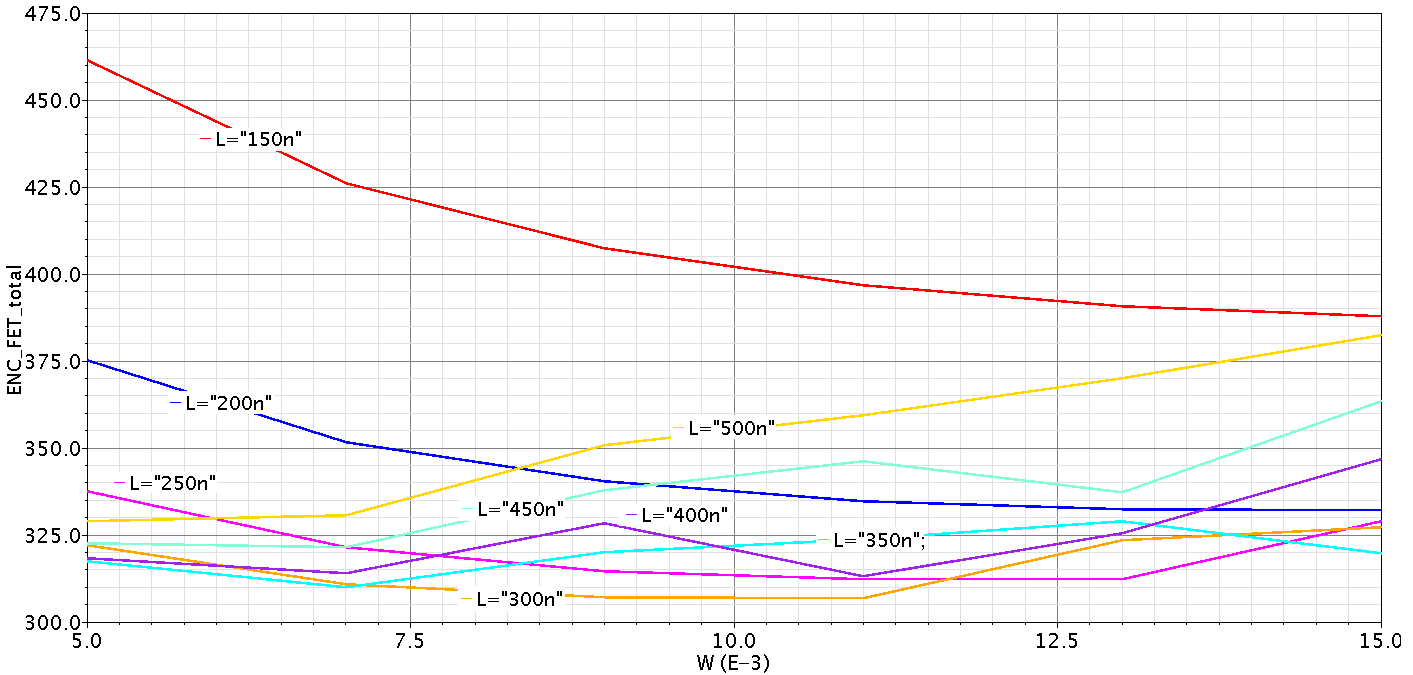 475.0
450.0
L="150n"
425.0
400.0
ENC_FET_total
375.0
L="200n"
L="500n"
350.0
L="250n"
L="450n"
L="400n"
325.0
L="350n";
L="300n"
300.0
5.0 7.5 10.0 12.5 15.0
W (E-3)